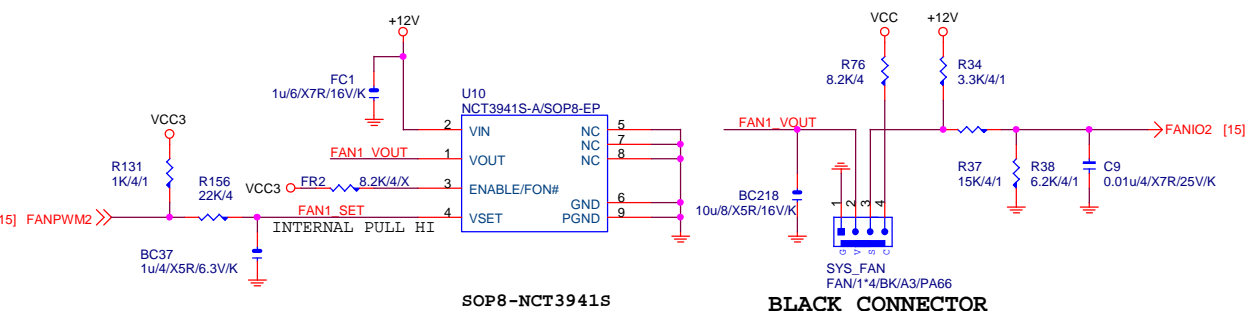 +12V
FC1
1u/6/X7R/16V/K
U10
NCT3941S-A/SOP8-EP
2 VIN
1 VOUT
3 ENABLE/FON#
4 VSET
NC 5
NC 7
NC 8
GND 6
PGND 9
FAN1_VOUT
VCC3
R131
1K/4/1
R156
22K/4
VCC3
FR2
8.2K/4/X
FAN1_SET
INTERNAL PULL HI
15] FANPWM2
BC37
1u/4/X5R/6.3V/K
SOP8-NCT3941S
VCC
+12V
R76
8.2K/4
R34
3.3K/4/1
FAN1_VOUT
BC218
10u/8/X5R/16V/K
1
2
3
4
G
V
S
C
SYS_FAN
FAN/1*4/BK/A3/PA66
BLACK CONNECTOR
R37
15K/4/1
R38
6.2K/4/1
C9
0.01u/4/X7R/25V/K
FANIO2 [15]